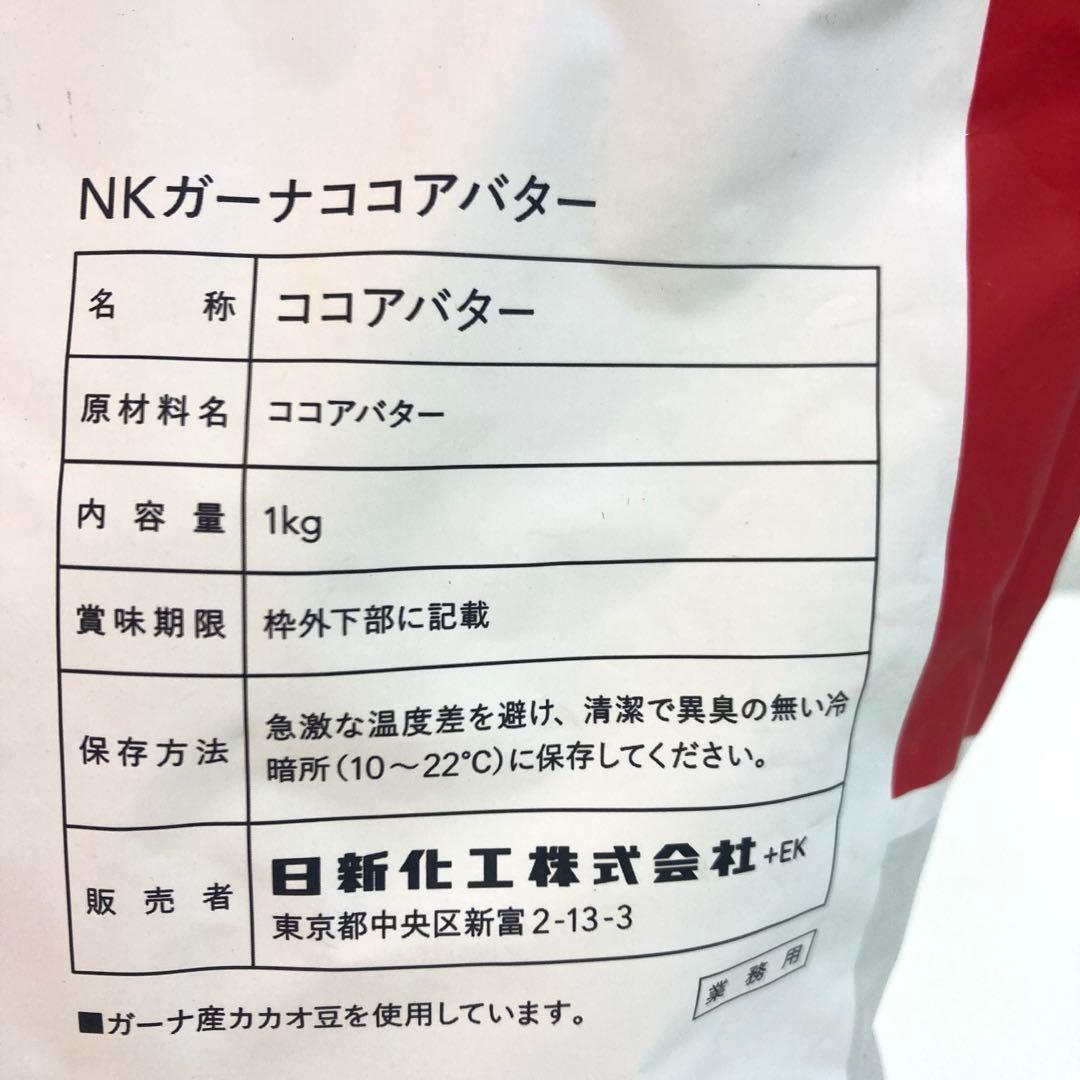 NKガーナココアバター
名称 ココアバター
原材料名 ココアバター
内容量 1kg
賞味期限 枠外下部に記載
保存方法 急激な温度差を避け、清潔で異臭の無い冷
暗所(10〜22℃)に保存してください。
販売者 日新化工株式会社+EK
東京都中央区新富2-13-3
業務用
■ガーナ産カカオ豆を使用しています。